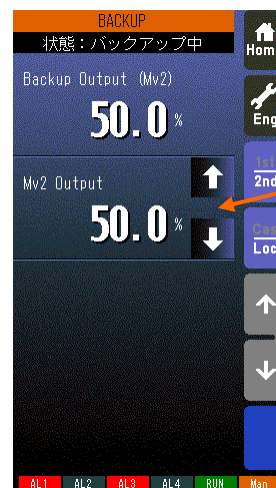 BACKUP
状態：バックアップ中
Hom
Backup Output (Mv2)
50.0 %
Eng
1st
2nd
Mv2 Output
50.0 %
Cas
Loc
AL1 AL2 AL3 AL4 RUN Man